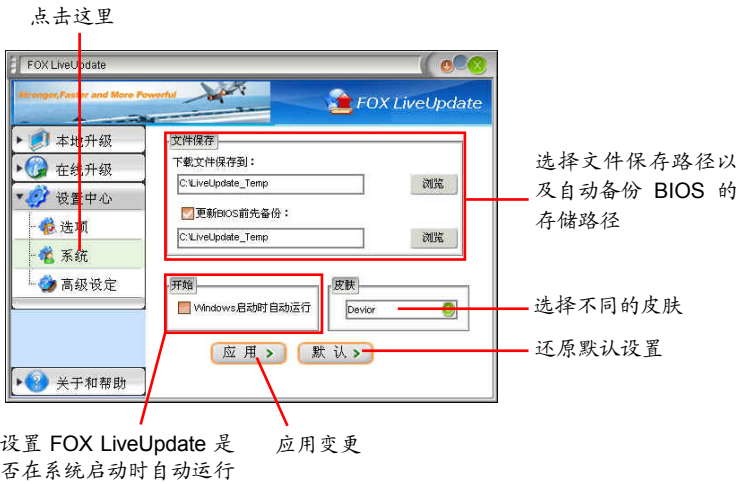 点击这里
FOX LiveUpdate
Stronger,Faster and More Powerful
FOX LiveUpdate
本地升级
在线升级
设置中心
选项
系统
高级设定
关于和帮助
文件保存
下载文件保存到：
C:\LiveUpdate_Temp
浏览
更新BIOS前先备份：
C:\LiveUpdate_Temp
浏览
开始
Windows启动时自动运行
皮肤
Devior
应 用
默 认
选择文件保存路径以
及自动备份 BIOS 的
存储路径
选择不同的皮肤
还原默认设置
设置 FOX LiveUpdate 是
否在系统启动时自动运行
应用变更